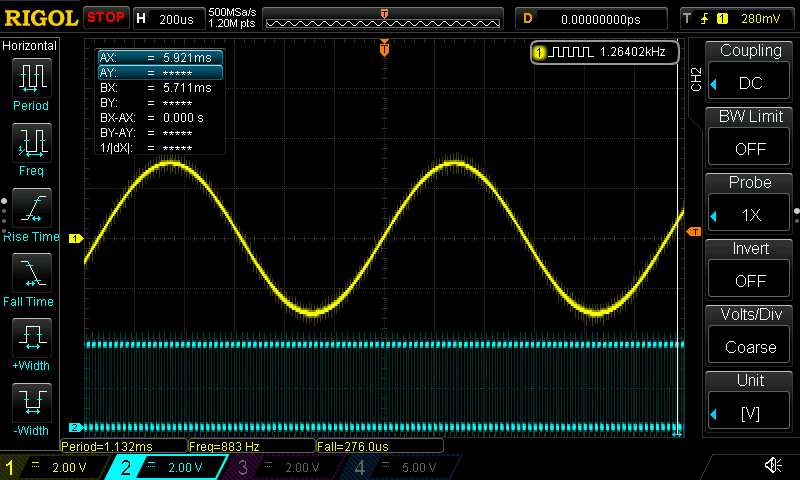 RIGOL STOP H 200us 500MSa/s 1.20M pts T D 0.00000000ps T 1 280mV
Horizontal
Period
Freq
Rise Time
Fall Time
+Width
-Width
AX: = 5.921ms
AY: = *****
BX: = 5.711ms
BY: = *****
BX-AX: = 0.000 s
BY-AY: = *****
1/|dX|: = *****
T
1 1.26402kHz
1
T
2
CH2
Coupling
DC
BW Limit
OFF
Probe
1X
Invert
OFF
Volts/Div
Coarse
Unit
[V]
Period=1.132ms Freq=883 Hz Fall=276.0us
1 = 2.00 V 2 = 2.00 V 3 = 2.00 V 4 = 5.00 V